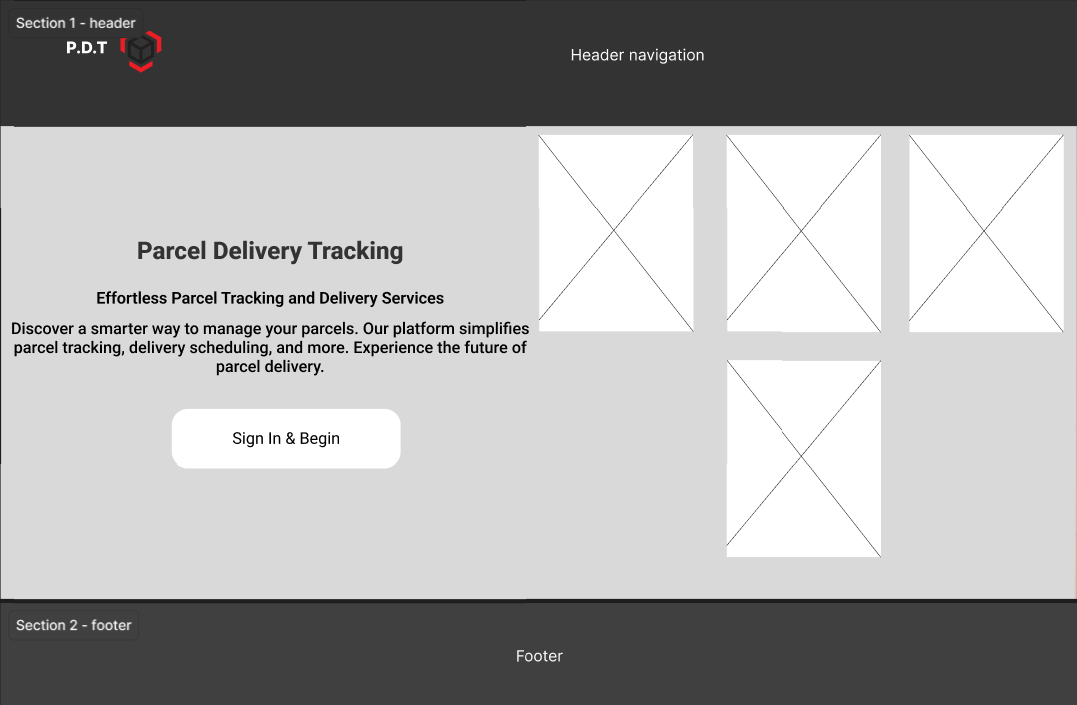 Section 1 - header
P.D.T
Header navigation
Parcel Delivery Tracking
Effortless Parcel Tracking and Delivery Services
Discover a smarter way to manage your parcels. Our platform simplifies
parcel tracking, delivery scheduling, and more. Experience the future of
parcel delivery.
Sign In & Begin
Section 2 - footer
Footer